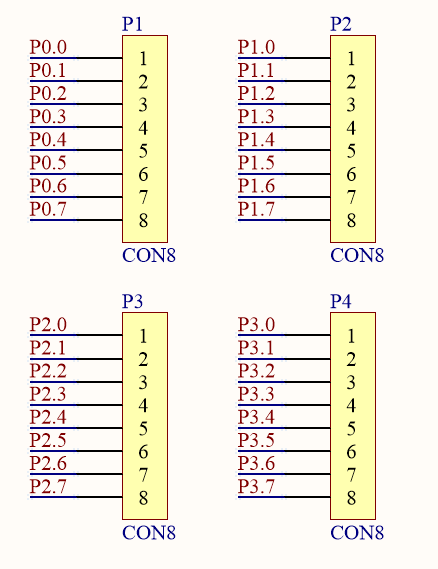 P1
P0.0 1
P0.1 2
P0.2 3
P0.3 4
P0.4 5
P0.5 6
P0.6 7
P0.7 8
CON8
P2
P1.0 1
P1.1 2
P1.2 3
P1.3 4
P1.4 5
P1.5 6
P1.6 7
P1.7 8
CON8
P3
P2.0 1
P2.1 2
P2.2 3
P2.3 4
P2.4 5
P2.5 6
P2.6 7
P2.7 8
CON8
P4
P3.0 1
P3.1 2
P3.2 3
P3.3 4
P3.4 5
P3.5 6
P3.6 7
P3.7 8
CON8